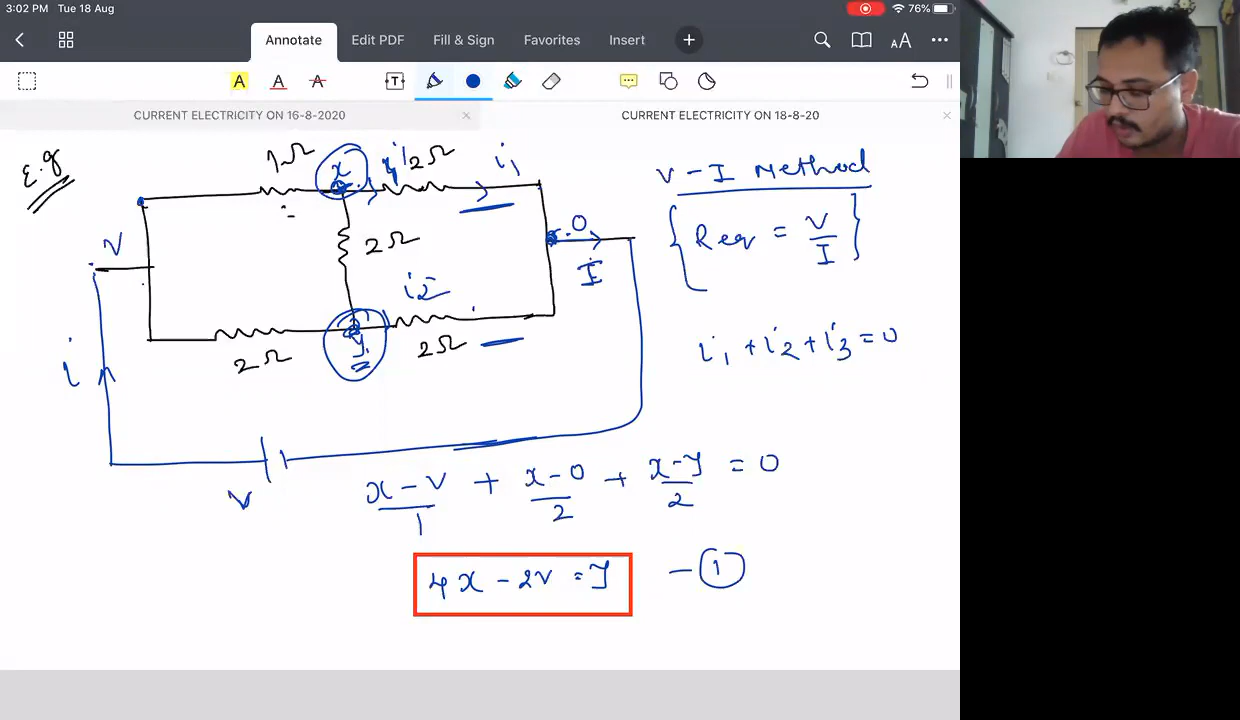 3:02 PM Tue 18 Aug
76%
Annotate Edit PDF Fill & Sign Favorites Insert
AA
A A A T
CURRENT ELECTRICITY ON 16-8-2020 × CURRENT ELECTRICITY ON 18-8-20 ×
E.g
1Ω x 2Ω i₁
V - I Method
V 2Ω 0
{ Req = V/I }
i₂ I
i 2Ω y 2Ω
i₁ + i₂ + i₃ = 0
V
x - V/1 + x - 0/2 + x - y/2 = 0
4x - 2V = y - ①